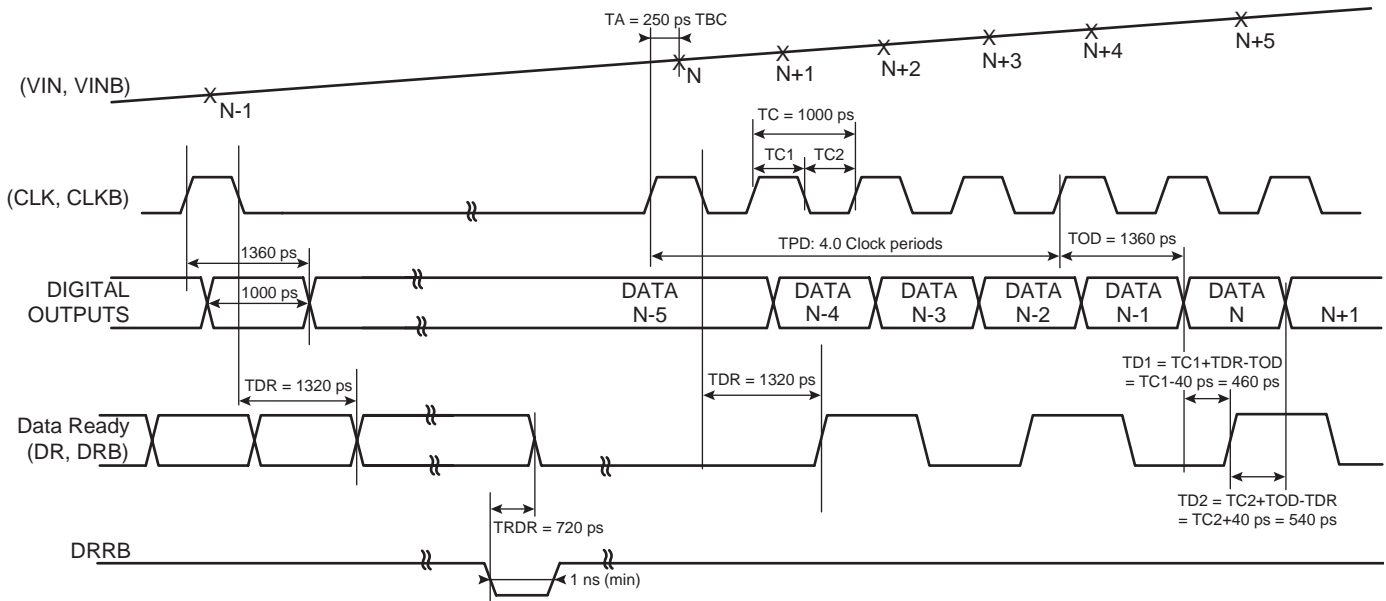 TA = 250 ps TBC
(VIN, VINB)
N-1
N
N+1
N+2
N+3
N+4
N+5
TC = 1000 ps
TC1
TC2
(CLK, CLKB)
1360 ps
TPD: 4.0 Clock periods
TOD = 1360 ps
DIGITAL
OUTPUTS
1000 ps
DATA
N-5
DATA
N-4
DATA
N-3
DATA
N-2
DATA
N-1
DATA
N
N+1
TDR = 1320 ps
TDR = 1320 ps
TD1 = TC1+TDR-TOD
= TC1-40 ps = 460 ps
Data Ready
(DR, DRB)
TD2 = TC2+TOD-TDR
= TC2+40 ps = 540 ps
TRDR = 720 ps
DRRB
1 ns (min)